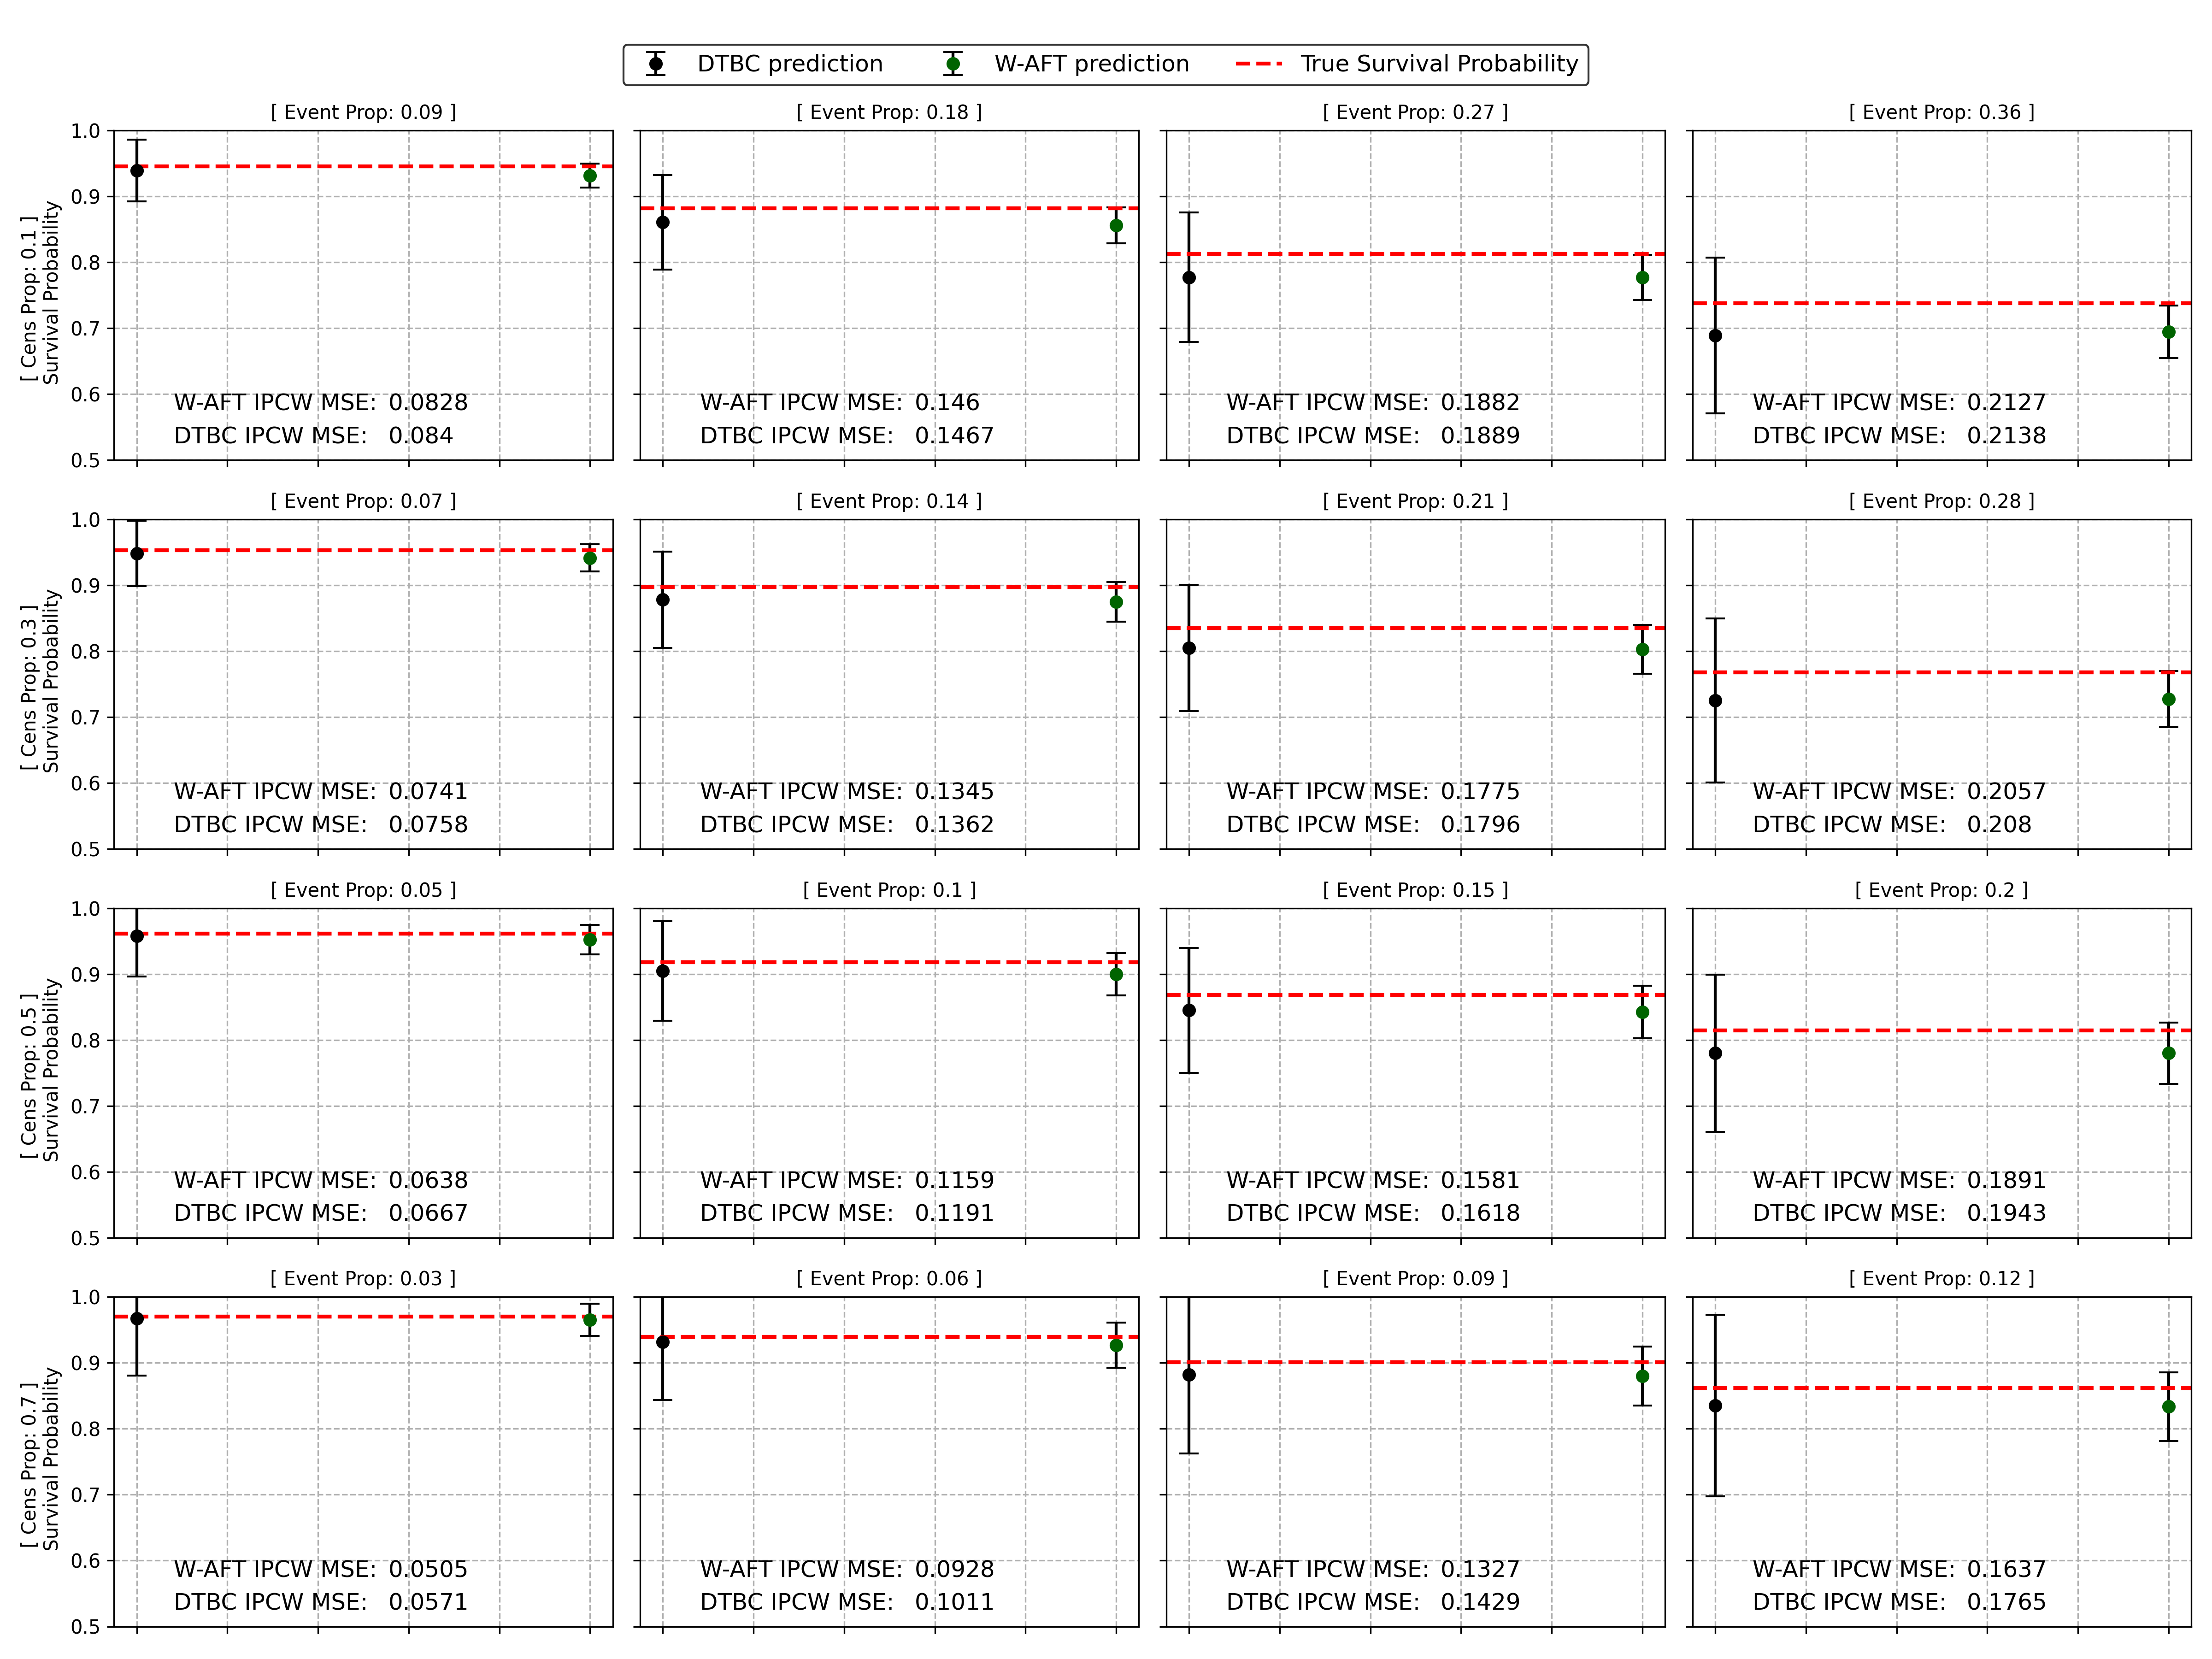 DTBC prediction W-AFT prediction True Survival Probability
[ Event Prop: 0.09 ] [ Event Prop: 0.18 ] [ Event Prop: 0.27 ] [ Event Prop: 0.36 ]
[ Cens Prop: 0.1 ]
Survival Probability
1.0
0.9
0.8
0.7
0.6
0.5
W-AFT IPCW MSE: 0.0828
DTBC IPCW MSE: 0.084
W-AFT IPCW MSE: 0.146
DTBC IPCW MSE: 0.1467
W-AFT IPCW MSE: 0.1882
DTBC IPCW MSE: 0.1889
W-AFT IPCW MSE: 0.2127
DTBC IPCW MSE: 0.2138
[ Event Prop: 0.07 ] [ Event Prop: 0.14 ] [ Event Prop: 0.21 ] [ Event Prop: 0.28 ]
[ Cens Prop: 0.3 ]
Survival Probability
1.0
0.9
0.8
0.7
0.6
0.5
W-AFT IPCW MSE: 0.0741
DTBC IPCW MSE: 0.0758
W-AFT IPCW MSE: 0.1345
DTBC IPCW MSE: 0.1362
W-AFT IPCW MSE: 0.1775
DTBC IPCW MSE: 0.1796
W-AFT IPCW MSE: 0.2057
DTBC IPCW MSE: 0.208
[ Event Prop: 0.05 ] [ Event Prop: 0.1 ] [ Event Prop: 0.15 ] [ Event Prop: 0.2 ]
[ Cens Prop: 0.5 ]
Survival Probability
1.0
0.9
0.8
0.7
0.6
0.5
W-AFT IPCW MSE: 0.0638
DTBC IPCW MSE: 0.0667
W-AFT IPCW MSE: 0.1159
DTBC IPCW MSE: 0.1191
W-AFT IPCW MSE: 0.1581
DTBC IPCW MSE: 0.1618
W-AFT IPCW MSE: 0.1891
DTBC IPCW MSE: 0.1943
[ Event Prop: 0.03 ] [ Event Prop: 0.06 ] [ Event Prop: 0.09 ] [ Event Prop: 0.12 ]
[ Cens Prop: 0.7 ]
Survival Probability
1.0
0.9
0.8
0.7
0.6
0.5
W-AFT IPCW MSE: 0.0505
DTBC IPCW MSE: 0.0571
W-AFT IPCW MSE: 0.0928
DTBC IPCW MSE: 0.1011
W-AFT IPCW MSE: 0.1327
DTBC IPCW MSE: 0.1429
W-AFT IPCW MSE: 0.1637
DTBC IPCW MSE: 0.1765